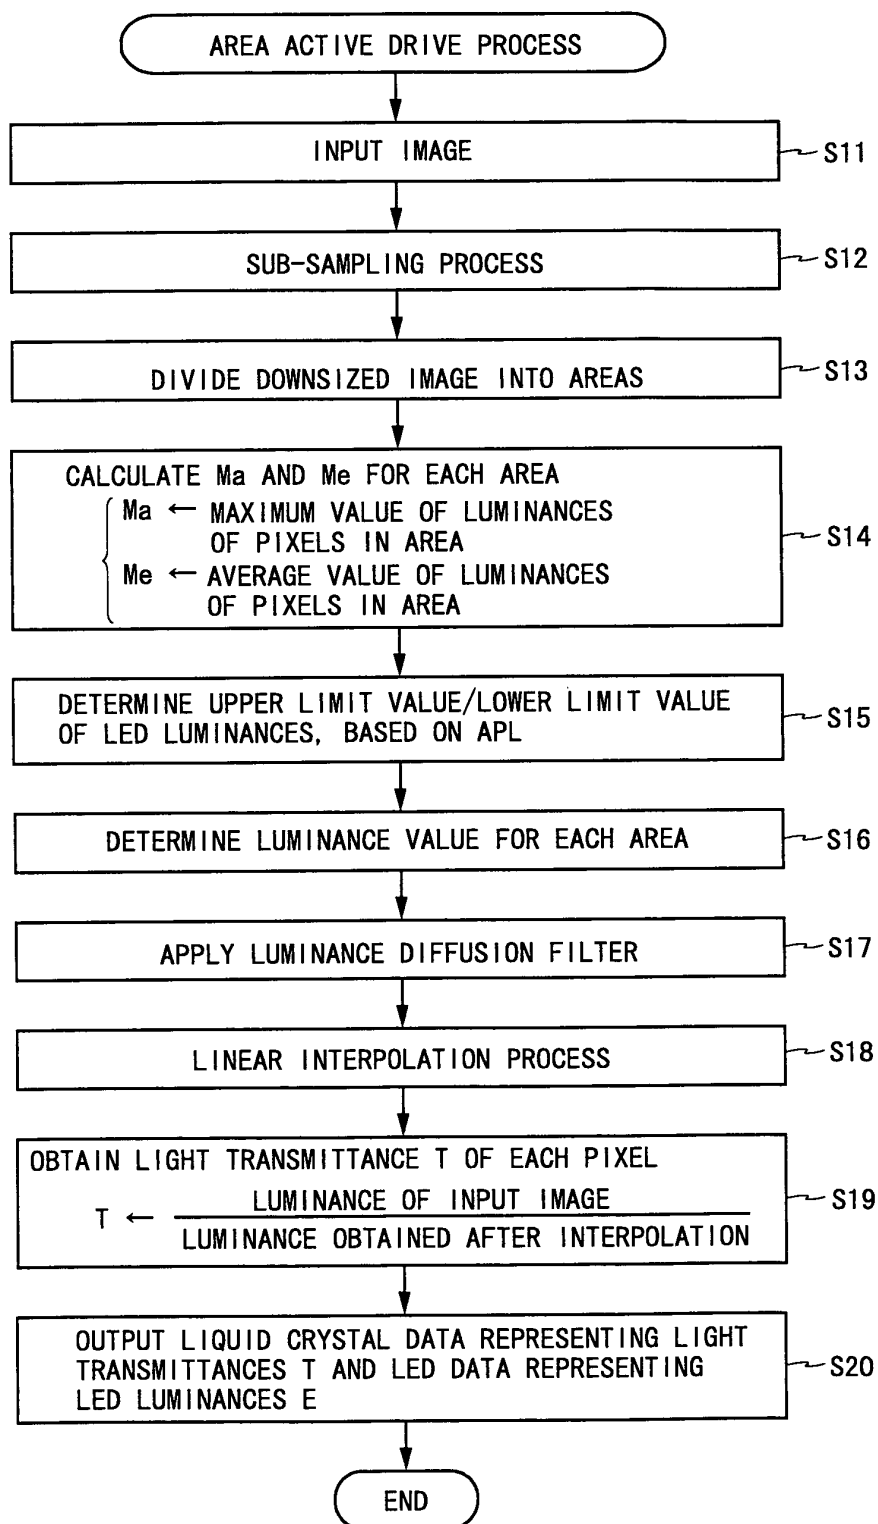 AREA ACTIVE DRIVE PROCESS
INPUT IMAGE
S11
SUB-SAMPLING PROCESS
S12
DIVIDE DOWNSIZED IMAGE INTO AREAS
S13
CALCULATE Ma AND Me FOR EACH AREA
Ma ← MAXIMUM VALUE OF LUMINANCES
OF PIXELS IN AREA
Me ← AVERAGE VALUE OF LUMINANCES
OF PIXELS IN AREA
S14
DETERMINE UPPER LIMIT VALUE/LOWER LIMIT VALUE
OF LED LUMINANCES, BASED ON APL
S15
DETERMINE LUMINANCE VALUE FOR EACH AREA
S16
APPLY LUMINANCE DIFFUSION FILTER
S17
LINEAR INTERPOLATION PROCESS
S18
OBTAIN LIGHT TRANSMITTANCE T OF EACH PIXEL
T ←
LUMINANCE OF INPUT IMAGE
LUMINANCE OBTAINED AFTER INTERPOLATION
S19
OUTPUT LIQUID CRYSTAL DATA REPRESENTING LIGHT
TRANSMITTANCES T AND LED DATA REPRESENTING
LED LUMINANCES E
S20
END